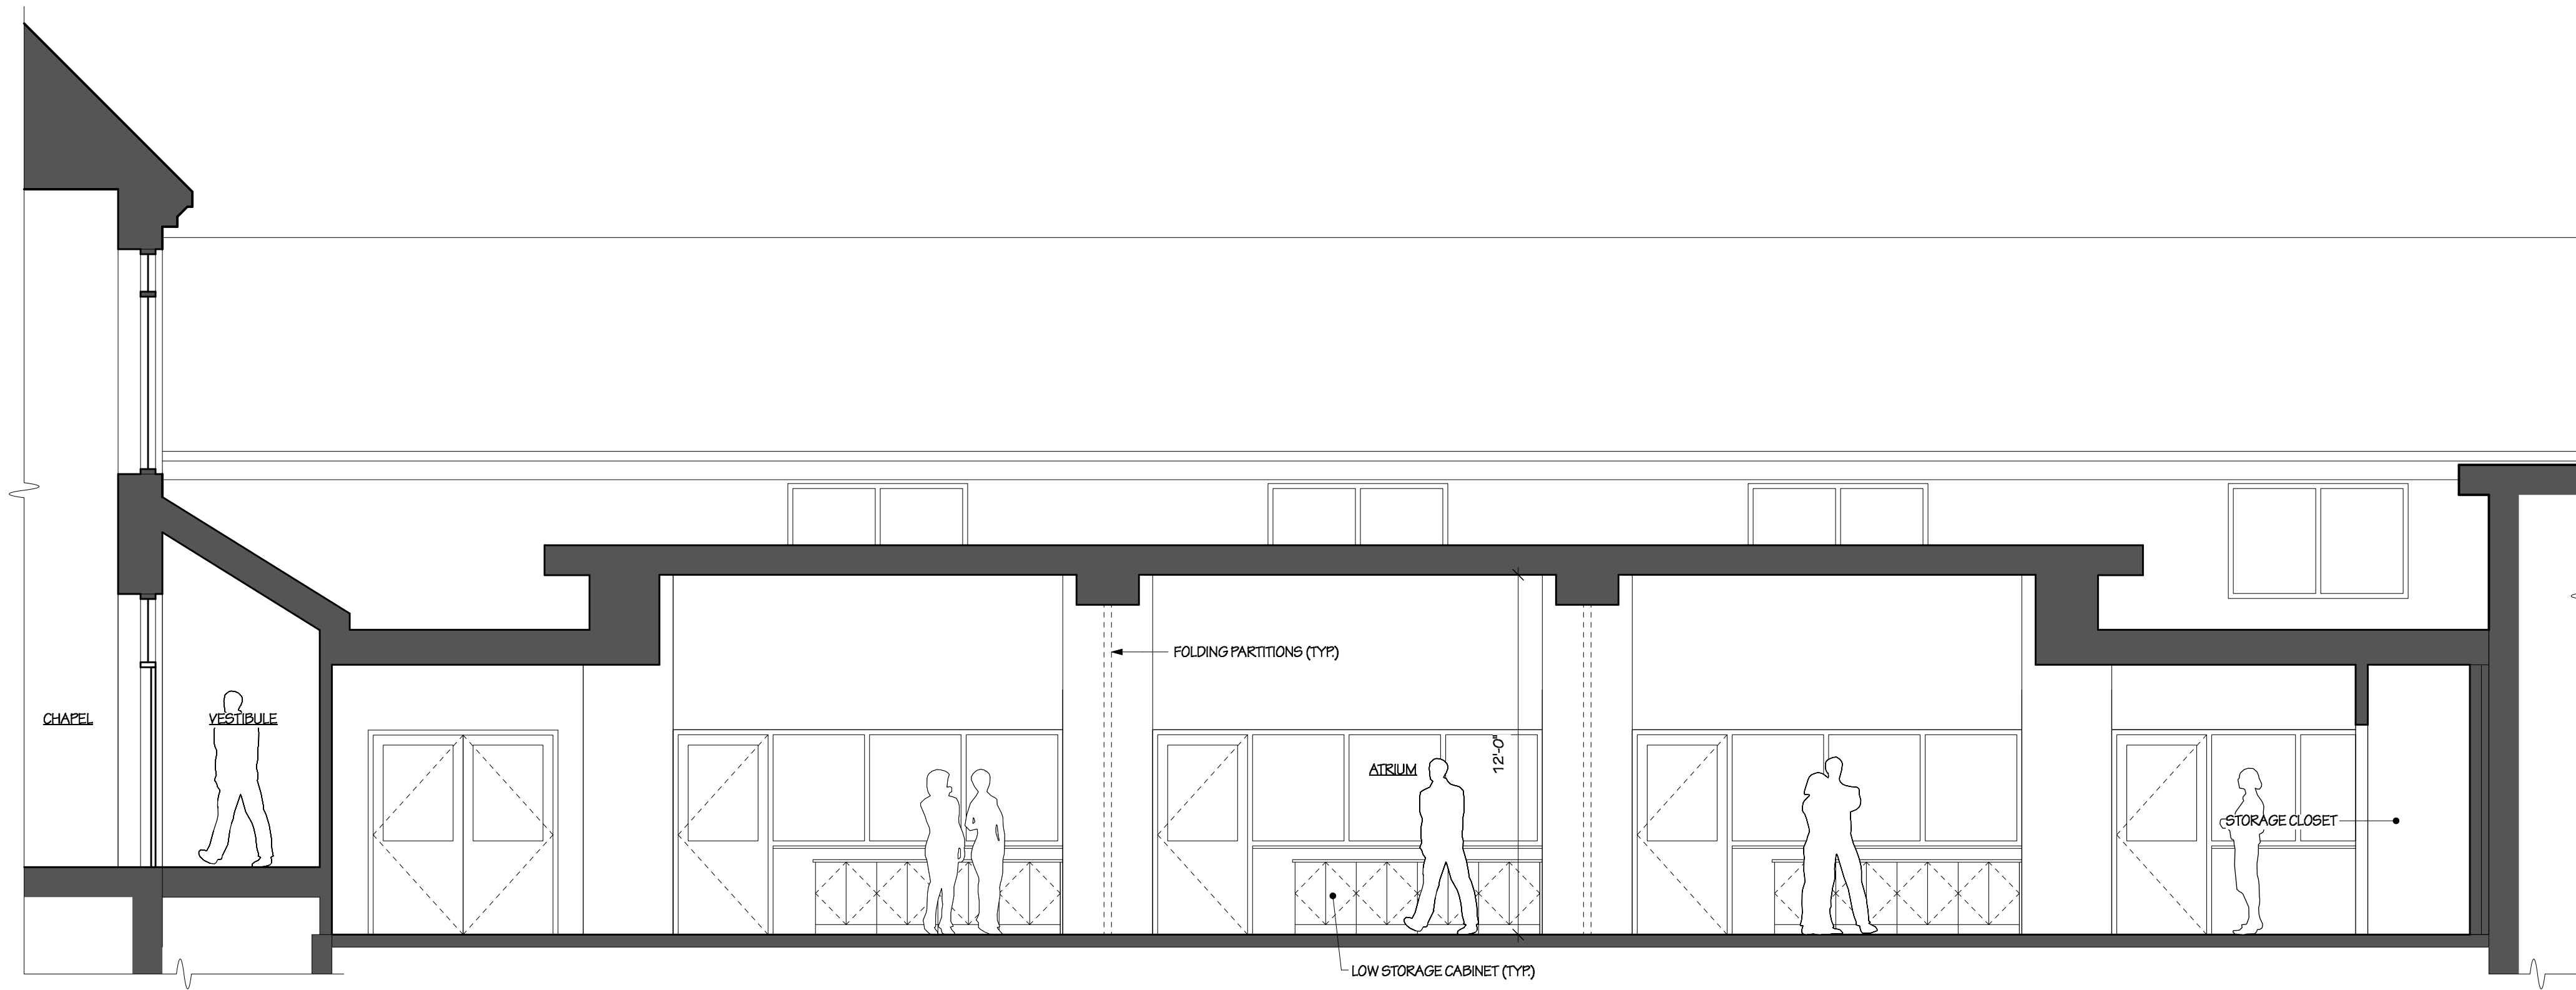 FOLDING PARTITIONS (TYP.)
CHAPEL
VESTIBULE
ATRIUM
12'-0"
STORAGE CLOSET
LOW STORAGE CABINET (TYP.)